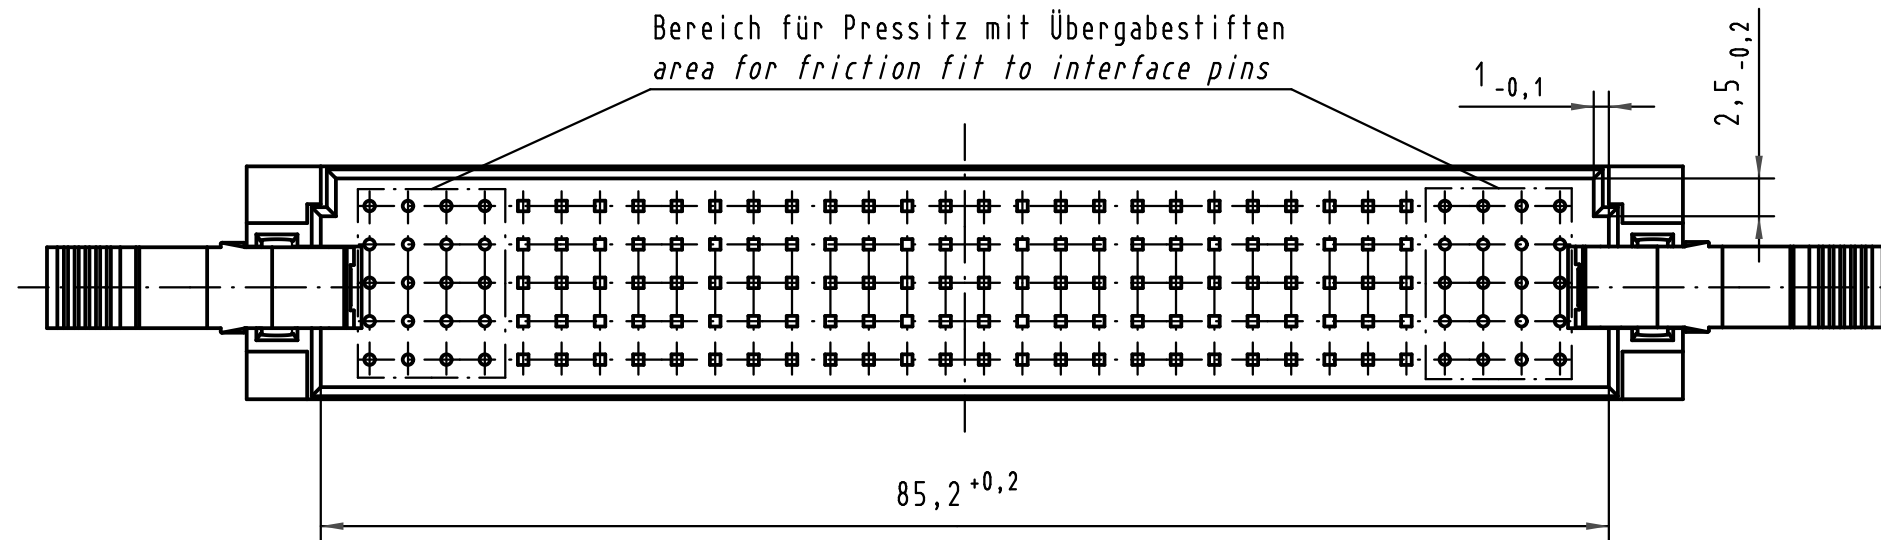 Bereich für Pressitz mit Übergabestiften
area for friction fit to interface pins
1 -0,1
2,5 -0,2
85,2 +0,2